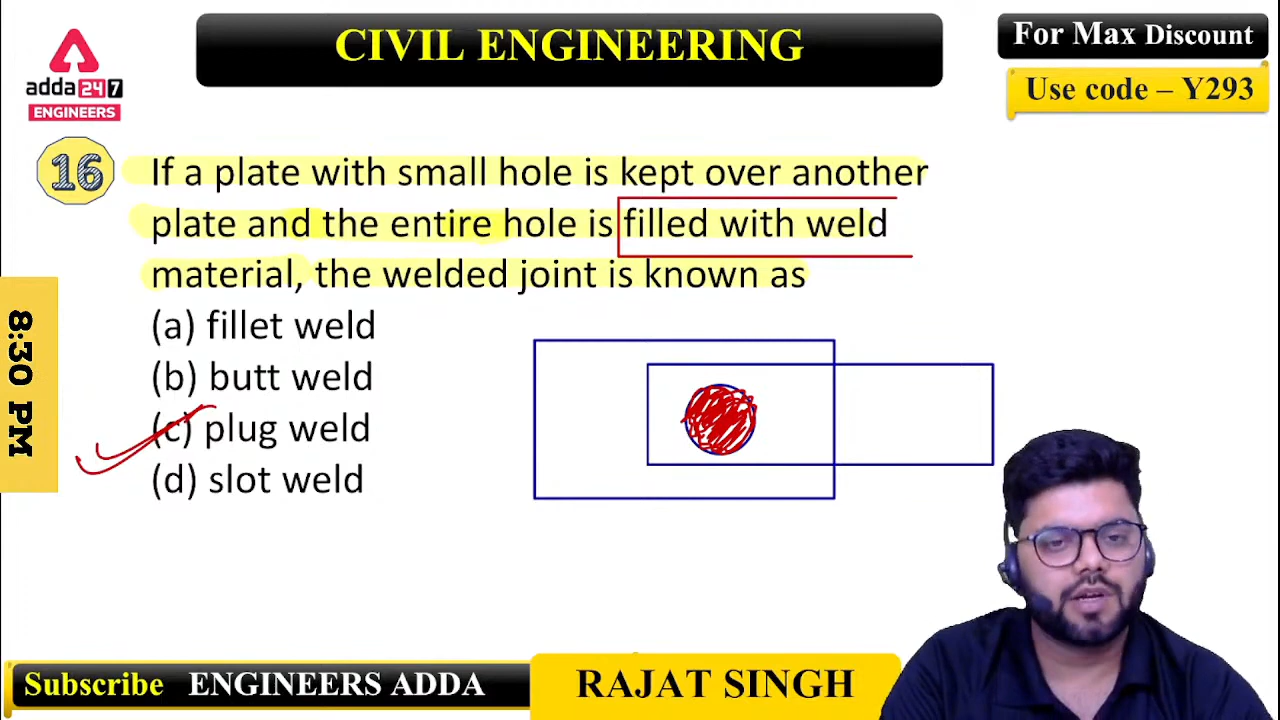 CIVIL ENGINEERING
For Max Discount
Use code – Y293
adda 24 7
ENGINEERS
16
If a plate with small hole is kept over another
plate and the entire hole is filled with weld
material, the welded joint is known as
(a) fillet weld
(b) butt weld
(c) plug weld
(d) slot weld
8:30 PM
Subscribe ENGINEERS ADDA
RAJAT SINGH